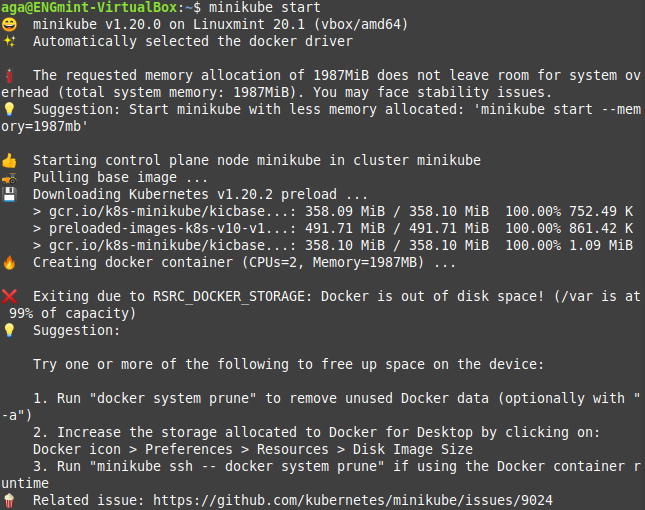 aga@ENGmint-VirtualBox:~$ minikube start
😄  minikube v1.20.0 on Linuxmint 20.1 (vbox/amd64)
✨  Automatically selected the docker driver
🧯  The requested memory allocation of 1987MiB does not leave room for system ov
erhead (total system memory: 1987MiB). You may face stability issues.
💡  Suggestion: Start minikube with less memory allocated: 'minikube start --mem
ory=1987mb'
👍  Starting control plane node minikube in cluster minikube
🚜  Pulling base image ...
💾  Downloading Kubernetes v1.20.2 preload ...
    > gcr.io/k8s-minikube/kicbase...: 358.09 MiB / 358.10 MiB  100.00% 752.49 K
    > preloaded-images-k8s-v10-v1...: 491.71 MiB / 491.71 MiB  100.00% 861.42 K
    > gcr.io/k8s-minikube/kicbase...: 358.10 MiB / 358.10 MiB  100.00% 1.09 MiB
🔥  Creating docker container (CPUs=2, Memory=1987MB) ...
❌  Exiting due to RSRC_DOCKER_STORAGE: Docker is out of disk space! (/var is at
 99% of capacity)
💡  Suggestion:
    Try one or more of the following to free up space on the device:
    1. Run "docker system prune" to remove unused Docker data (optionally with "
-a")
    2. Increase the storage allocated to Docker for Desktop by clicking on:
    Docker icon > Preferences > Resources > Disk Image Size
    3. Run "minikube ssh -- docker system prune" if using the Docker container r
untime
🍿  Related issue: https://github.com/kubernetes/minikube/issues/9024